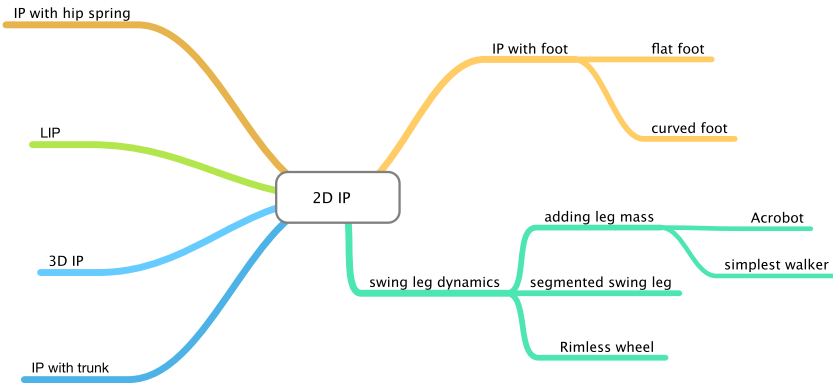 IP with hip spring
LIP
3D IP
IP with trunk
2D IP
IP with foot
flat foot
curved foot
swing leg dynamics
adding leg mass
Acrobot
simplest walker
segmented swing leg
Rimless wheel